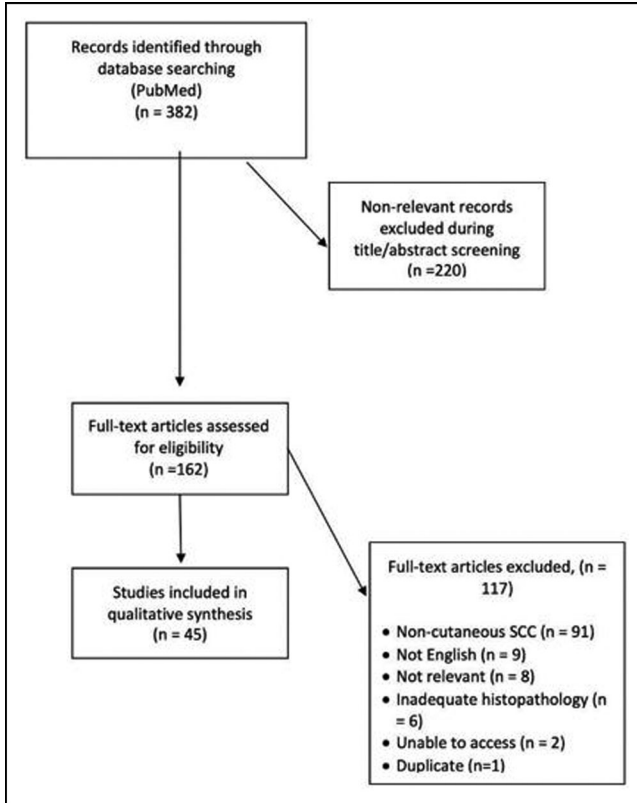 Records identified through
database searching
(PubMed)
(n = 382)
Non-relevant records
excluded during
title/abstract screening
(n =220)
Full-text articles assessed
for eligibility
(n =162)
Studies included in
qualitative synthesis
(n = 45)
Full-text articles excluded, (n =
117)
• Non-cutaneous SCC (n = 91)
• Not English (n = 9)
• Not relevant (n = 8)
• Inadequate histopathology (n
= 6)
• Unable to access (n = 2)
• Duplicate (n=1)